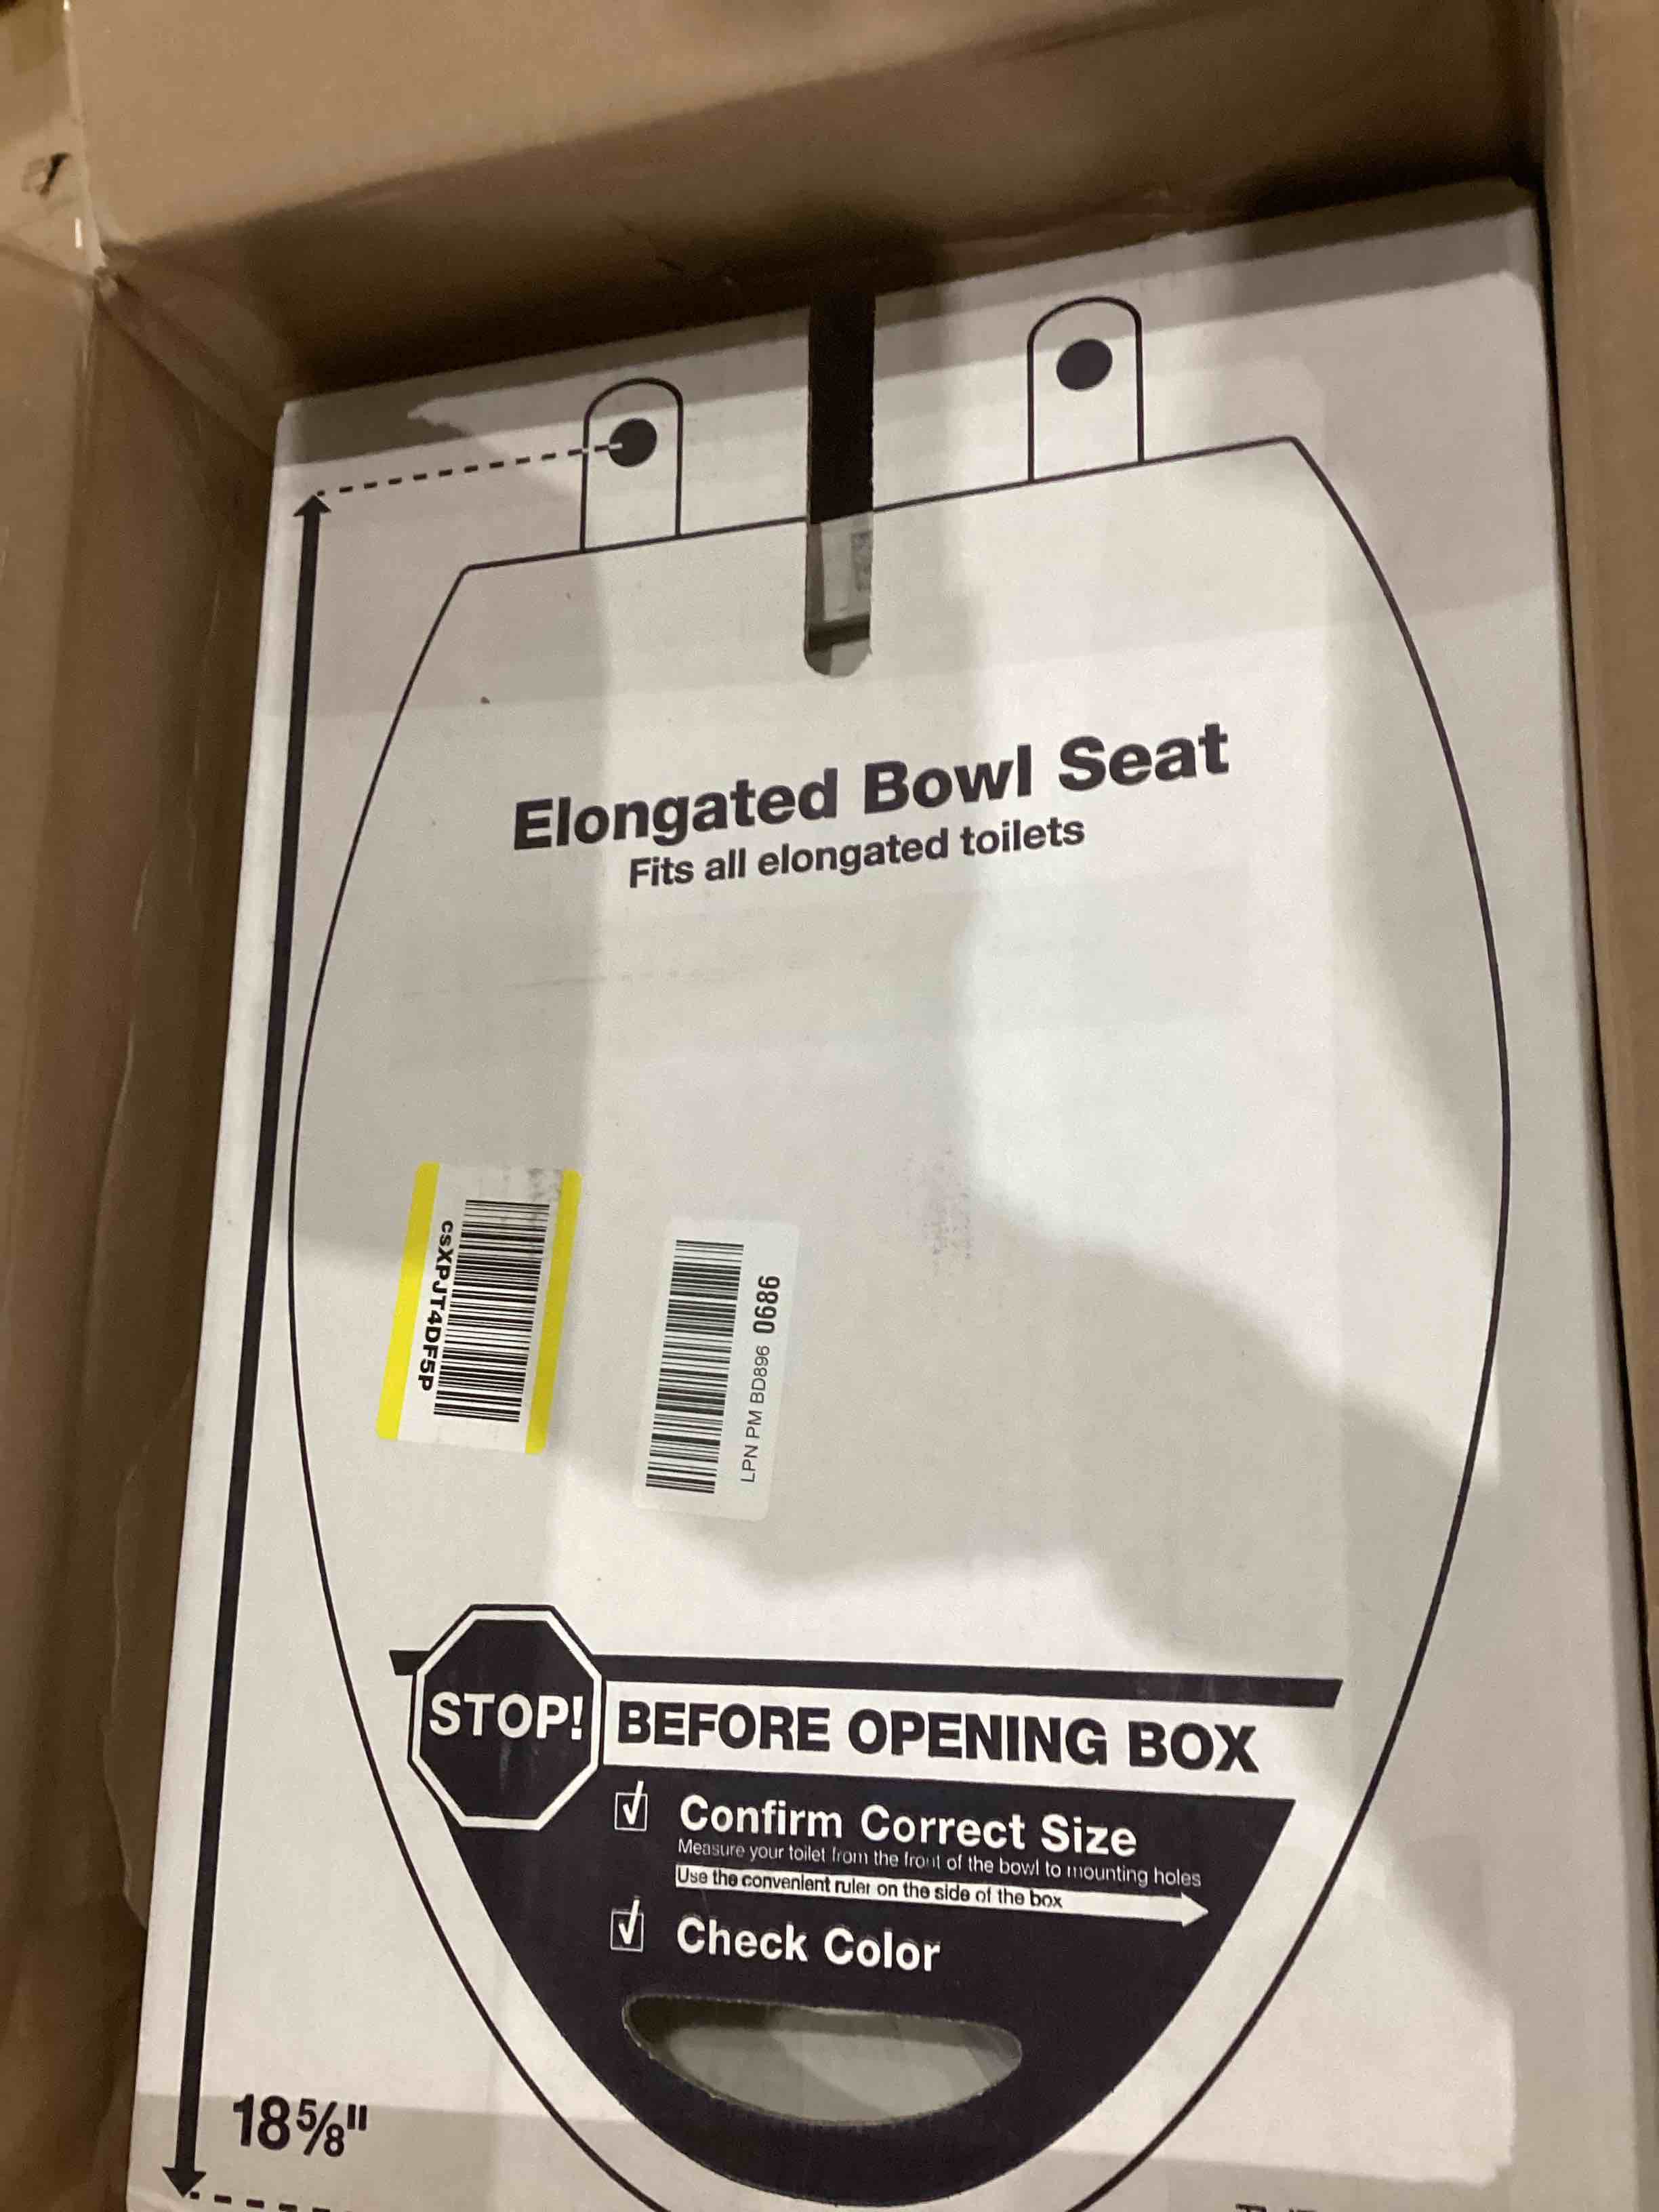 Elongated Bowl Seat
Fits all elongated toilets
csXPJT4DF5P
LPN PM BD896 0686
STOP!
BEFORE OPENING BOX
Confirm Correct Size
Measure your toilet from the front of the bowl to mounting holes
Use the convenient ruler on the side of the box
Check Color
18⅝"